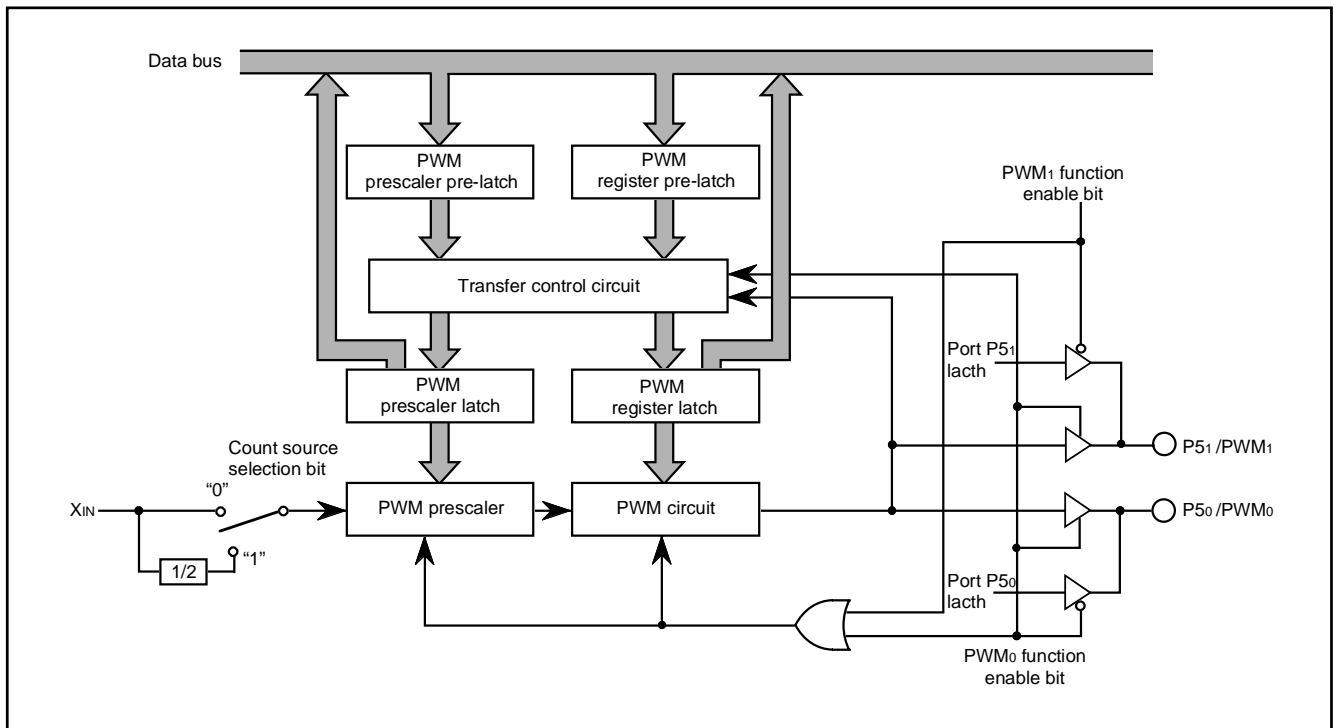 Data bus
PWM
prescaler pre-latch
PWM
register pre-latch
PWM₁ function
enable bit
Transfer control circuit
Port P5₁
lacth
PWM
prescaler latch
PWM
register latch
Count source
selection bit
P5₁/PWM₁
XIN
“0”
PWM prescaler
PWM circuit
P5₀/PWM₀
“1”
1/2
Port P5₀
lacth
PWM₀ function
enable bit